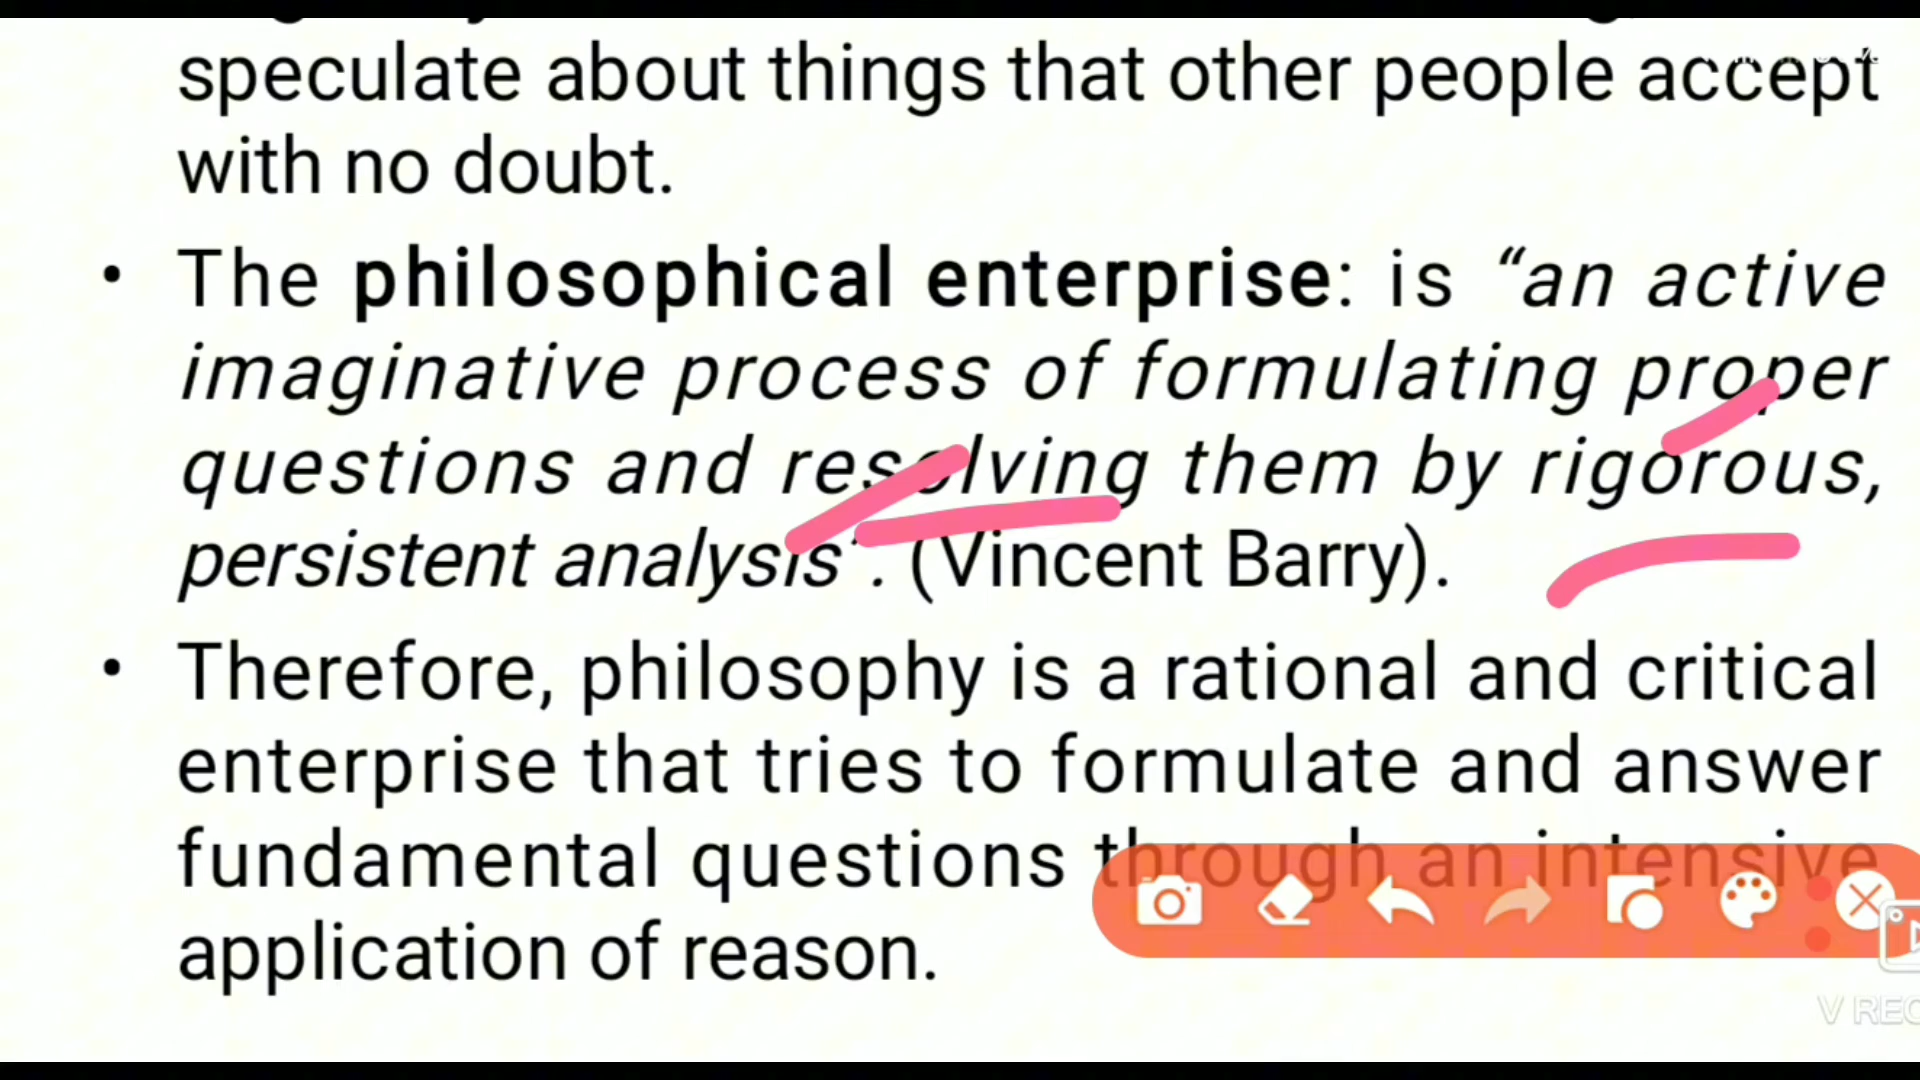 speculate about things that other people accept
with no doubt.
• The philosophical enterprise: is “an active
imaginative process of formulating proper
questions and resolving them by rigorous,
persistent analysis”. (Vincent Barry).
• Therefore, philosophy is a rational and critical
enterprise that tries to formulate and answer
fundamental questions through an intensive
application of reason.
V REC